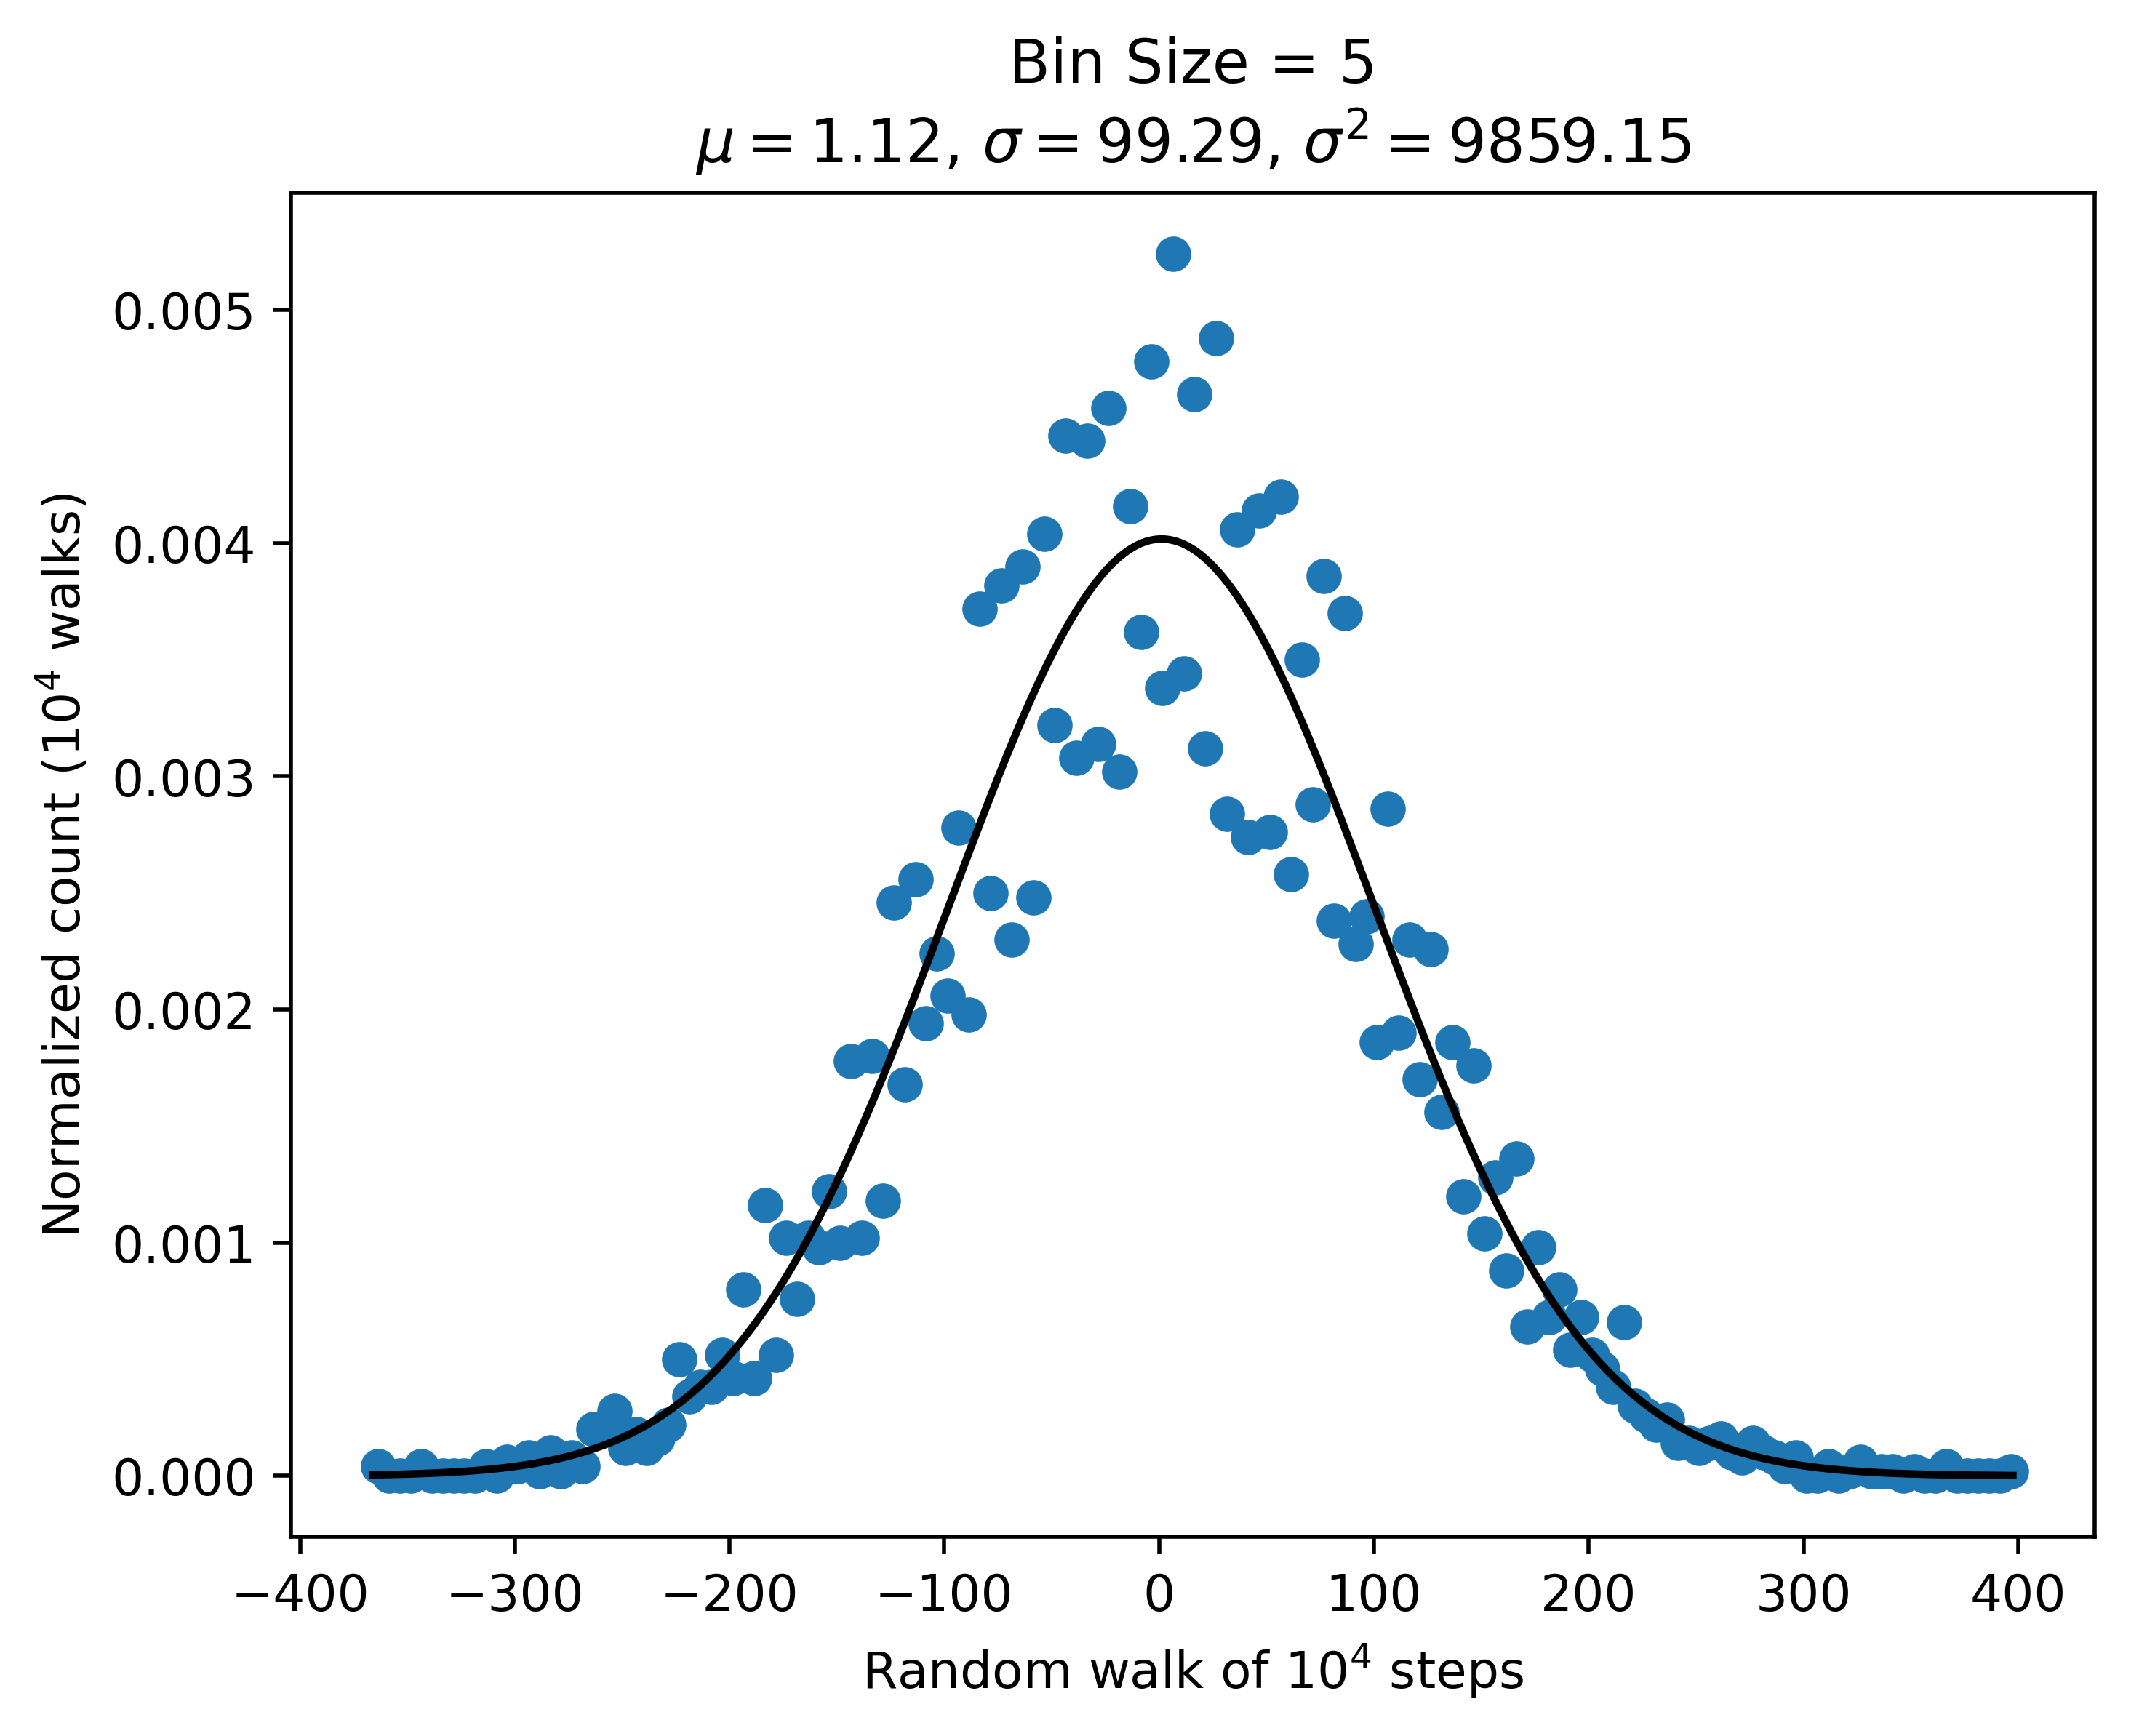 Bin Size = 5
μ = 1.12, σ = 99.29, σ² = 9859.15
Normalized count (10⁴ walks)
0.005
0.004
0.003
0.002
0.001
0.000
−400 −300 −200 −100 0 100 200 300 400
Random walk of 10⁴ steps